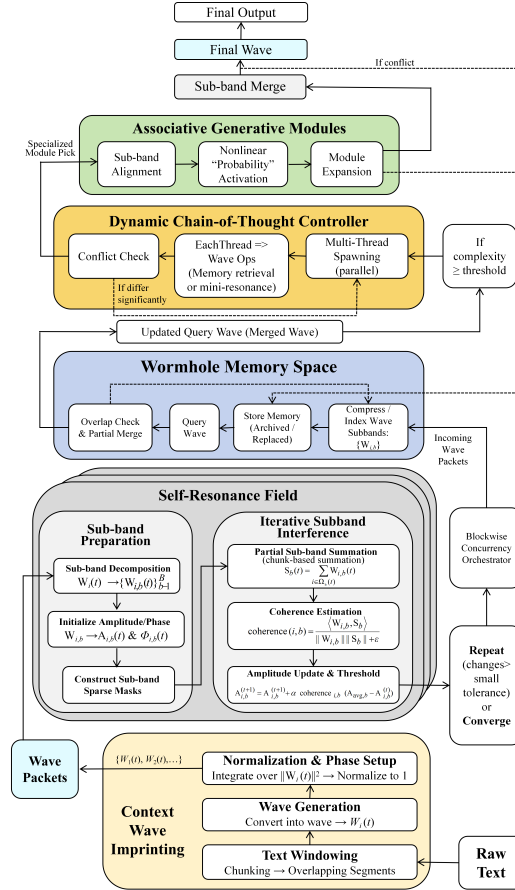 Final Output
Final Wave
If conflict
Sub-band Merge
Associative Generative Modules
Specialized
Module Pick
Sub-band
Alignment
Nonlinear
“Probability”
Activation
Module
Expansion
Dynamic Chain-of-Thought Controller
Conflict Check
EachThread =>
Wave Ops
(Memory retrieval
or mini-resonance)
Multi-Thread
Spawning
(parallel)
If
complexity
≥ threshold
If differ
significantly
Updated Query Wave (Merged Wave)
Wormhole Memory Space
Overlap Check
& Partial Merge
Query
Wave
Store Memory
(Archived /
Replaced)
Compress /
Index Wave
Subbands:
{W_{i,b}}
Incoming
Wave
Packets
Self-Resonance Field
Sub-band
Preparation
Sub-band Decomposition
W_i(t) →{W_{i,b}(t)}_{b-1}^B
Initialize Amplitude/Phase
W_{i,b} →A_{i,b}(t) & Φ_{i,b}(t)
Construct Sub-band
Sparse Masks
Iterative Subband
Interference
Partial Sub-band Summation
(chunk-based summation)
S_b(t) = ∑ W_{i,b}(t)
Coherence Estimation
coherence (i, b) = ⟨W_{i,b}, S_b⟩ / ‖ W_{i,b} ‖ ‖ S_b ‖ +ε
Amplitude Update & Threshold
A_{i,b}^{(t+1)} = A_{i,b}^{(t+1)} + α coherence _{i,b} (A_{avg,b} − A_{i,b}^{(t)})
Blockwise
Concurrency
Orchestrator
Repeat
(changes>
small
tolerance)
or
Converge
Wave
Packets
{W_1(t), W_2(t),…}
Context
Wave
Imprinting
Normalization & Phase Setup
Integrate over ‖W_i(t)‖² → Normalize to 1
Wave Generation
Convert into wave → W_i(t)
Text Windowing
Chunking → Overlapping Segments
Raw
Text